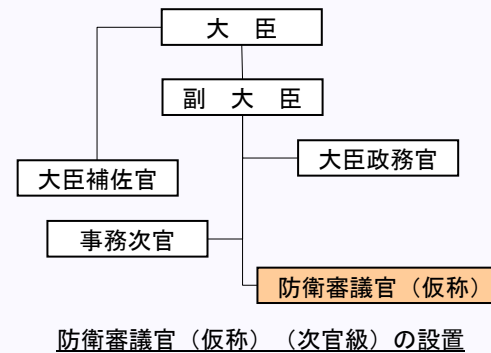 大　臣
副　大　臣
大臣政務官
大臣補佐官
事務次官
防衛審議官（仮称）
防衛審議官（仮称）（次官級）の設置